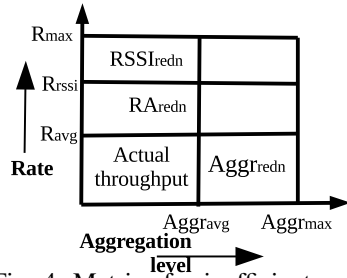 Rmax
RSSIredn
Rrssi
RAredn
Ravg
Rate
Actual
throughput
Aggrredn
Aggravg
Aggrmax
Aggregation
level